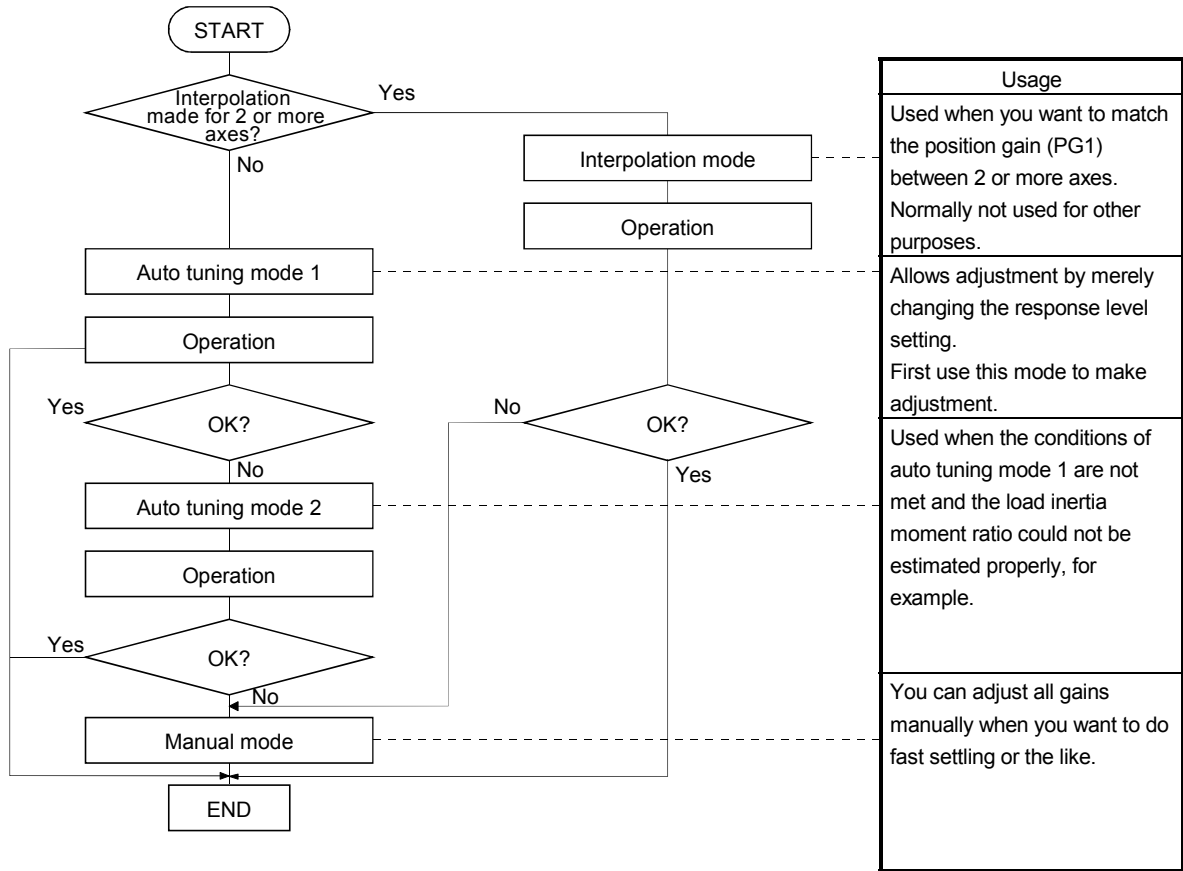 START
Interpolation
made for 2 or more
axes?
Yes
No
Interpolation mode
Operation
Auto tuning mode 1
Operation
Yes
OK?
No
No
OK?
Yes
Auto tuning mode 2
Operation
Yes
OK?
No
Manual mode
END
Usage
Used when you want to match
the position gain (PG1)
between 2 or more axes.
Normally not used for other
purposes.
Allows adjustment by merely
changing the response level
setting.
First use this mode to make
adjustment.
Used when the conditions of
auto tuning mode 1 are not
met and the load inertia
moment ratio could not be
estimated properly, for
example.
You can adjust all gains
manually when you want to do
fast settling or the like.